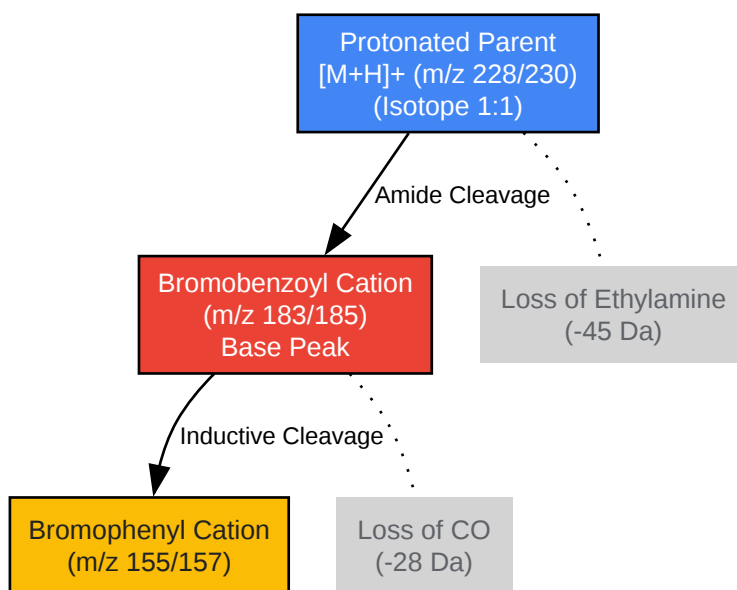 Protonated Parent
[M+H]+ (m/z 228/230)
(Isotope 1:1)
Amide Cleavage
Bromobenzoyl Cation
(m/z 183/185)
Base Peak
Loss of Ethylamine
(-45 Da)
Inductive Cleavage
Bromophenyl Cation
(m/z 155/157)
Loss of CO
(-28 Da)